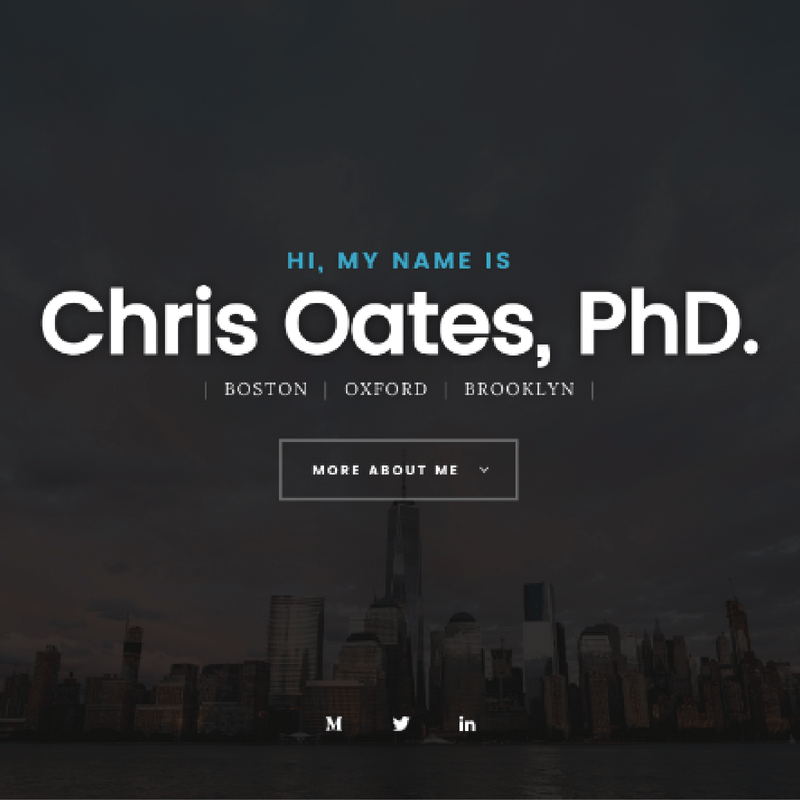 HI, MY NAME IS
Chris Oates, PhD.
| BOSTON | OXFORD | BROOKLYN |
MORE ABOUT ME
M in